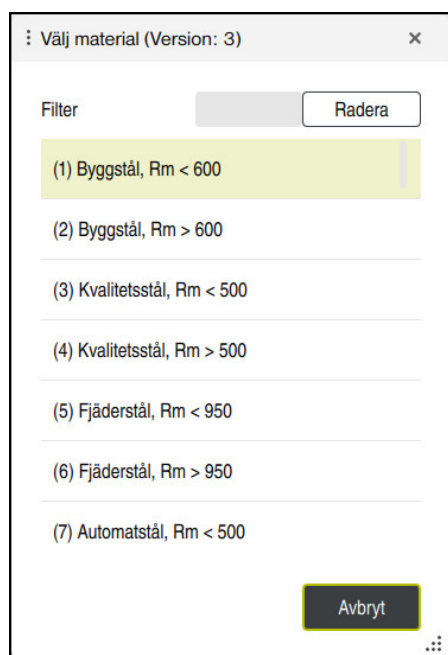 Välj material (Version: 3)
Filter
Radera
(1) Byggstål, Rm < 600
(2) Byggstål, Rm > 600
(3) Kvalitetsstål, Rm < 500
(4) Kvalitetsstål, Rm > 500
(5) Fjäderstål, Rm < 950
(6) Fjäderstål, Rm > 950
(7) Automatstål, Rm < 500
Avbryt